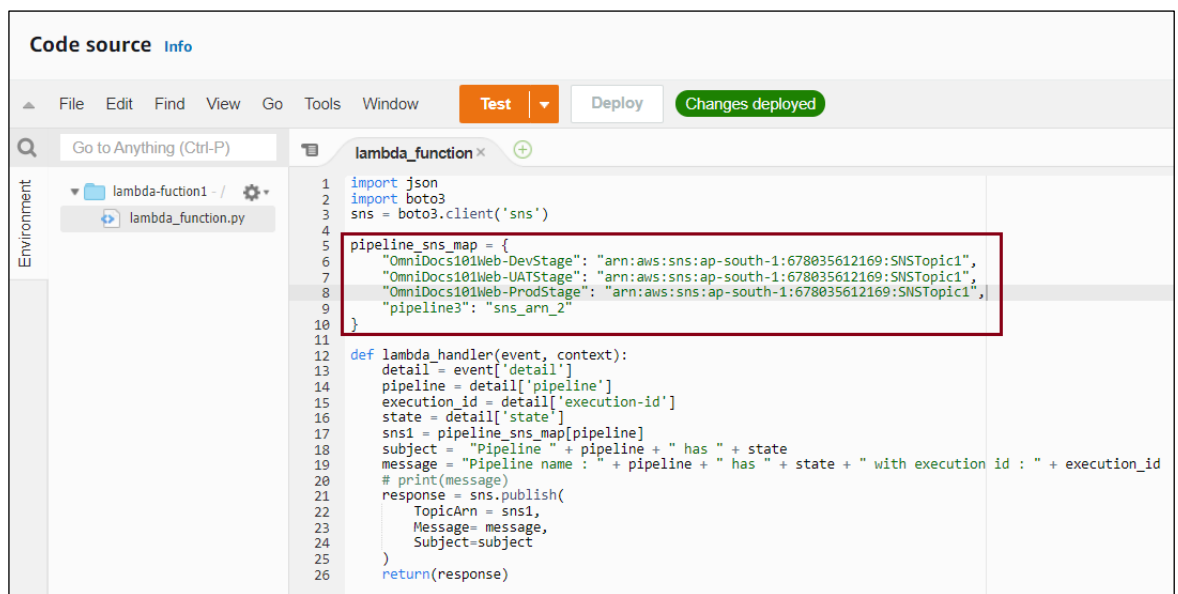 Code source Info
File Edit Find View Go Tools Window Test Deploy Changes deployed
Go to Anything (Ctrl-P)
lambda_function ×
Environment
lambda-fuction1 - /
lambda_function.py
1 import json
2 import boto3
3 sns = boto3.client('sns')
4
5 pipeline_sns_map = {
6     "OmniDocs101Web-DevStage": "arn:aws:sns:ap-south-1:678035612169:SNSTopic1",
7     "OmniDocs101Web-UATStage": "arn:aws:sns:ap-south-1:678035612169:SNSTopic1",
8     "OmniDocs101Web-ProdStage": "arn:aws:sns:ap-south-1:678035612169:SNSTopic1",
9     "pipeline3": "sns_arn_2"
10 }
11
12 def lambda_handler(event, context):
13     detail = event['detail']
14     pipeline = detail['pipeline']
15     execution_id = detail['execution-id']
16     state = detail['state']
17     sns1 = pipeline_sns_map[pipeline]
18     subject =  "Pipeline " + pipeline + " has " + state
19     message = "Pipeline name : " + pipeline + " has " + state + " with execution id : " + execution_id
20     # print(message)
21     response = sns.publish(
22         TopicArn = sns1,
23         Message= message,
24         Subject=subject
25     )
26     return(response)